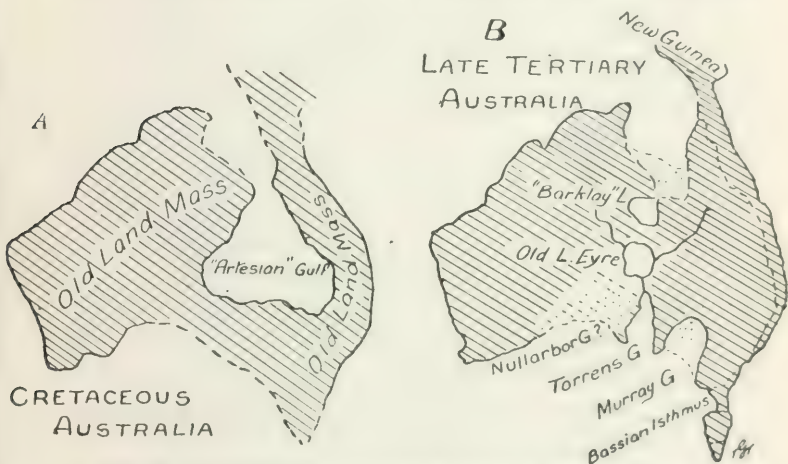 A
Old Land Mass
"Artesian" Gulf
Old Land Mass
CRETACEOUS
AUSTRALIA
B
LATE TERTIARY
AUSTRALIA
New Guinea
"Barklay" L
Old L. Eyre
Nullarbor G?
Torrens G
Murray G
Bassian Isthmus